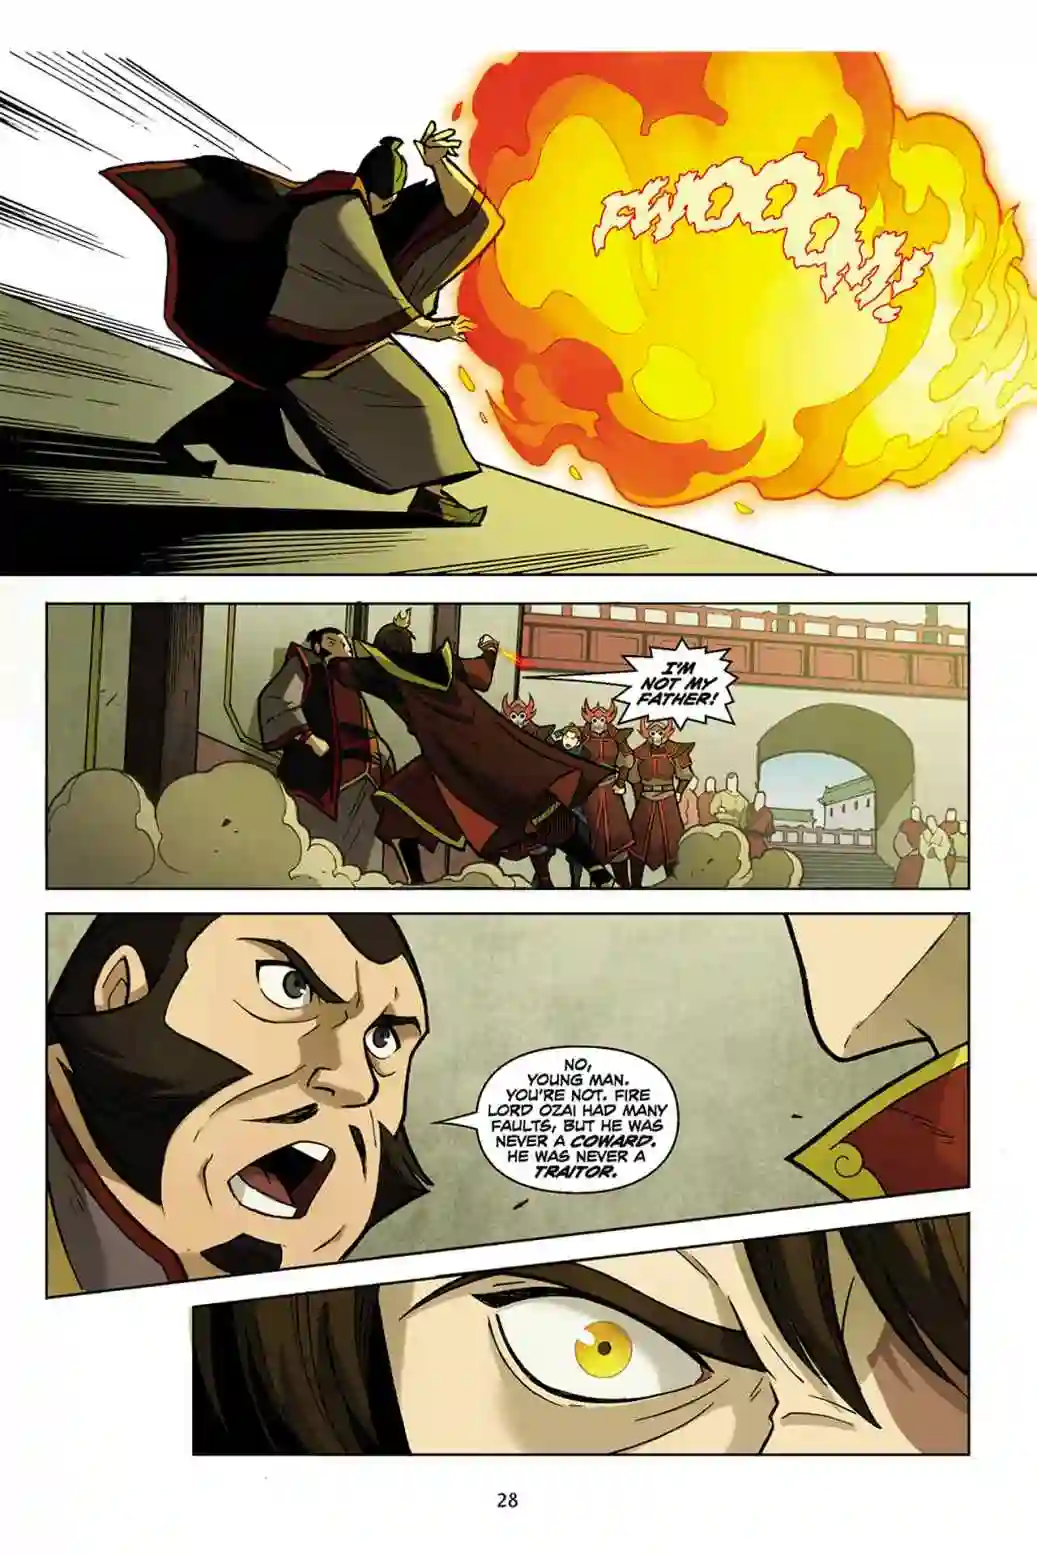 FWOOOM!
I'M
NOT MY
FATHER!
NO,
YOUNG MAN.
YOU'RE NOT. FIRE
LORD OZAI HAD MANY
FAULTS, BUT HE WAS
NEVER A COWARD.
HE WAS NEVER A
TRAITOR.
28